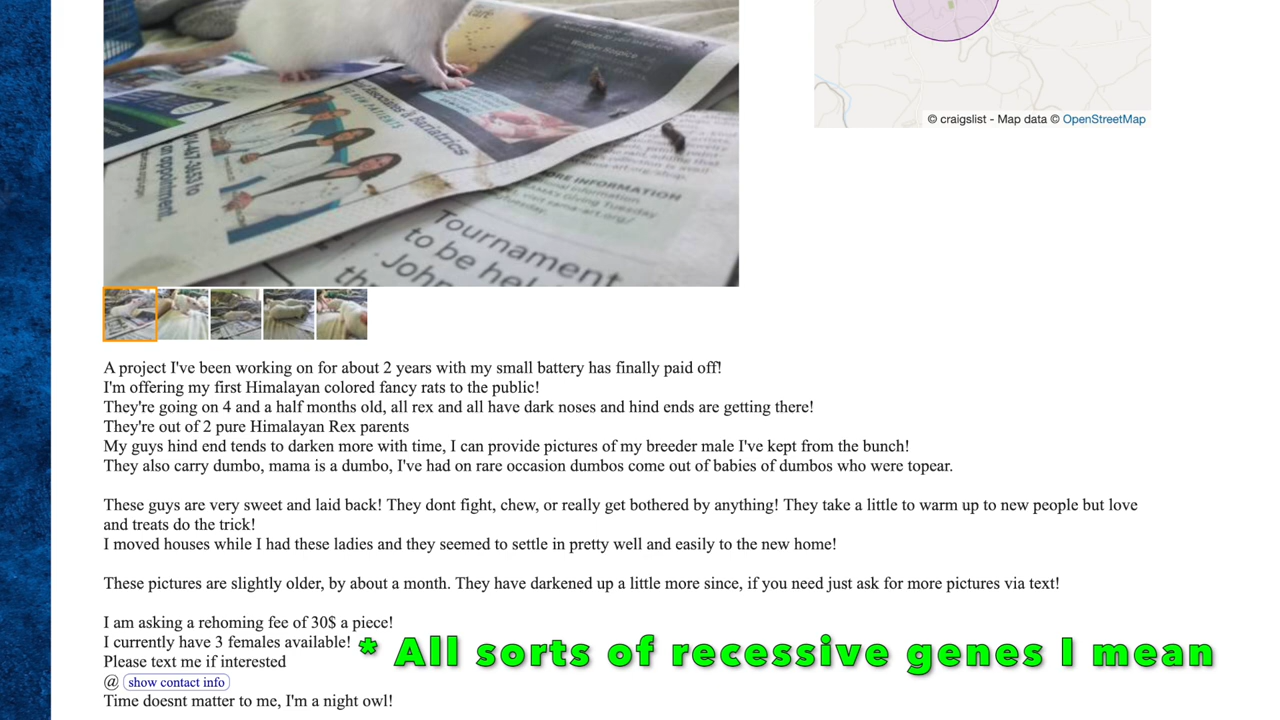 © craigslist - Map data © OpenStreetMap
Associates & Bariatrics
NEW PATIENTS
on appointment.
MORE INFORMATION
Tournament
to be hel
John
th
A project I've been working on for about 2 years with my small battery has finally paid off!
I'm offering my first Himalayan colored fancy rats to the public!
They're going on 4 and a half months old, all rex and all have dark noses and hind ends are getting there!
They're out of 2 pure Himalayan Rex parents
My guys hind end tends to darken more with time, I can provide pictures of my breeder male I've kept from the bunch!
They also carry dumbo, mama is a dumbo, I've had on rare occasion dumbos come out of babies of dumbos who were topear.
These guys are very sweet and laid back! They dont fight, chew, or really get bothered by anything! They take a little to warm up to new people but love
and treats do the trick!
I moved houses while I had these ladies and they seemed to settle in pretty well and easily to the new home!
These pictures are slightly older, by about a month. They have darkened up a little more since, if you need just ask for more pictures via text!
I am asking a rehoming fee of 30$ a piece!
I currently have 3 females available!
* All sorts of recessive genes I mean
Please text me if interested
@ show contact info
Time doesnt matter to me, I'm a night owl!